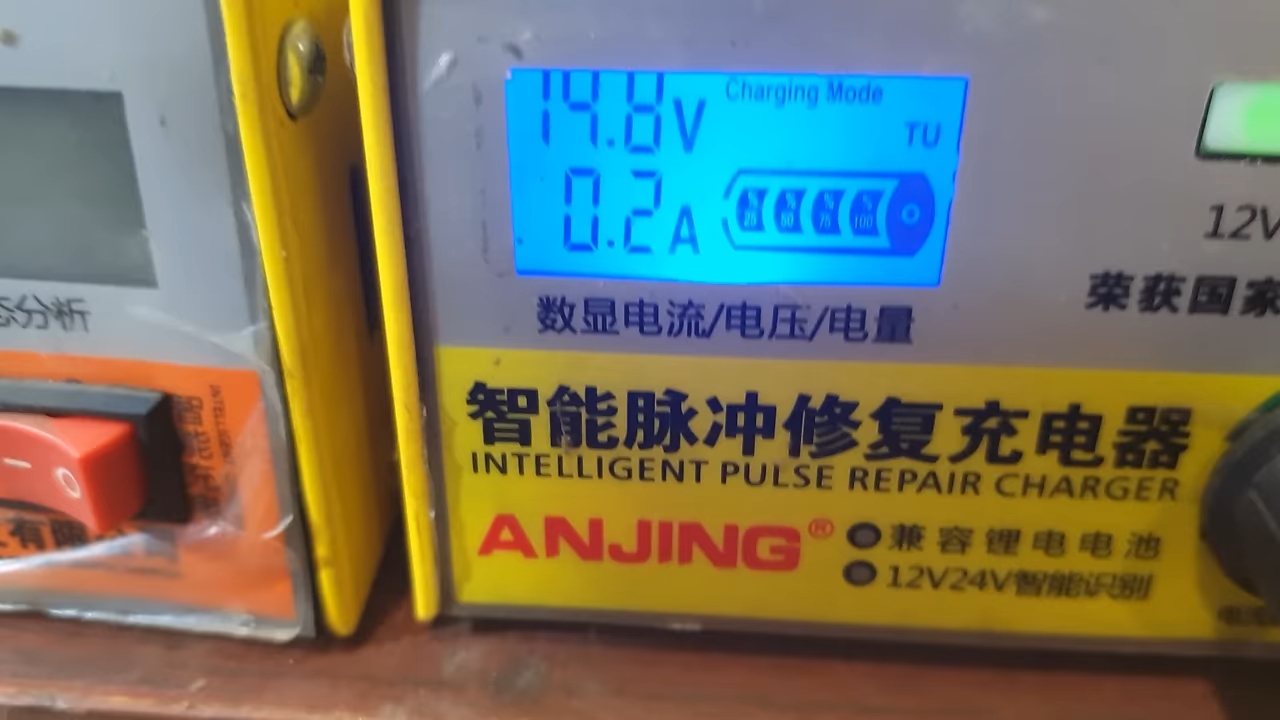 14.8V
Charging Mode
TU
0.2A
25 50 75 100
数显电流/电压/电量
12V
荣获国家
态分析
智能脉冲修复充电器
INTELLIGENT PULSE REPAIR CHARGER
ANJING®
兼容锂电电池
12V24V智能识别
有限